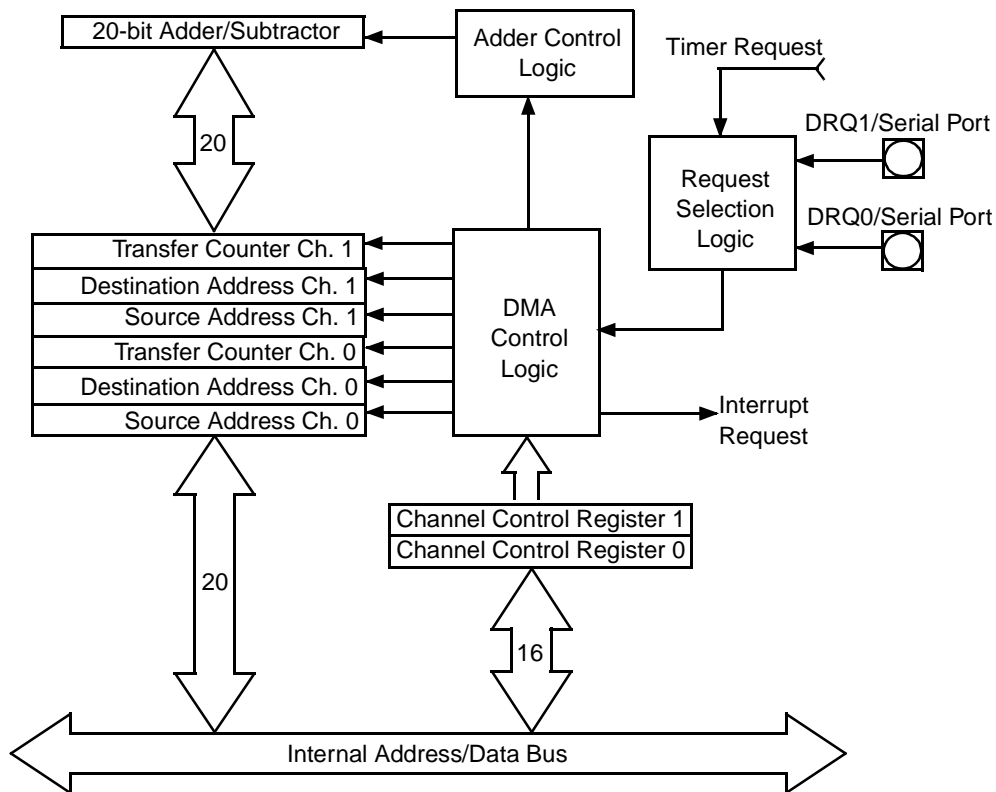 20-bit Adder/Subtractor
Adder Control
Logic
Timer Request
20
DRQ1/Serial Port
Request
Selection
Logic
DRQ0/Serial Port
Transfer Counter Ch. 1
Destination Address Ch. 1
Source Address Ch. 1
Transfer Counter Ch. 0
Destination Address Ch. 0
Source Address Ch. 0
DMA
Control
Logic
Interrupt
Request
Channel Control Register 1
Channel Control Register 0
20
16
Internal Address/Data Bus